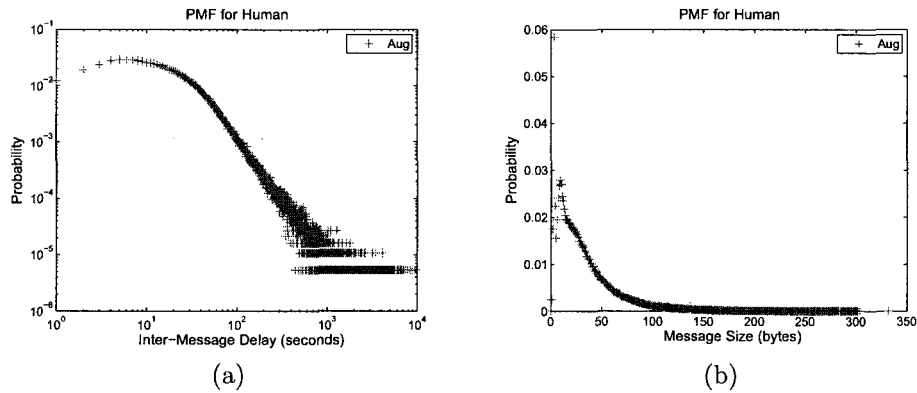 PMF for Human
10^-1
10^-2
10^-3
10^-4
10^-5
10^-6
Probability
Aug
10^0
10^1
10^2
10^3
10^4
Inter-Message Delay (seconds)
(a)
PMF for Human
0.06
0.05
0.04
0.03
0.02
0.01
0
Probability
Aug
0
50
100
150
200
250
300
350
Message Size (bytes)
(b)